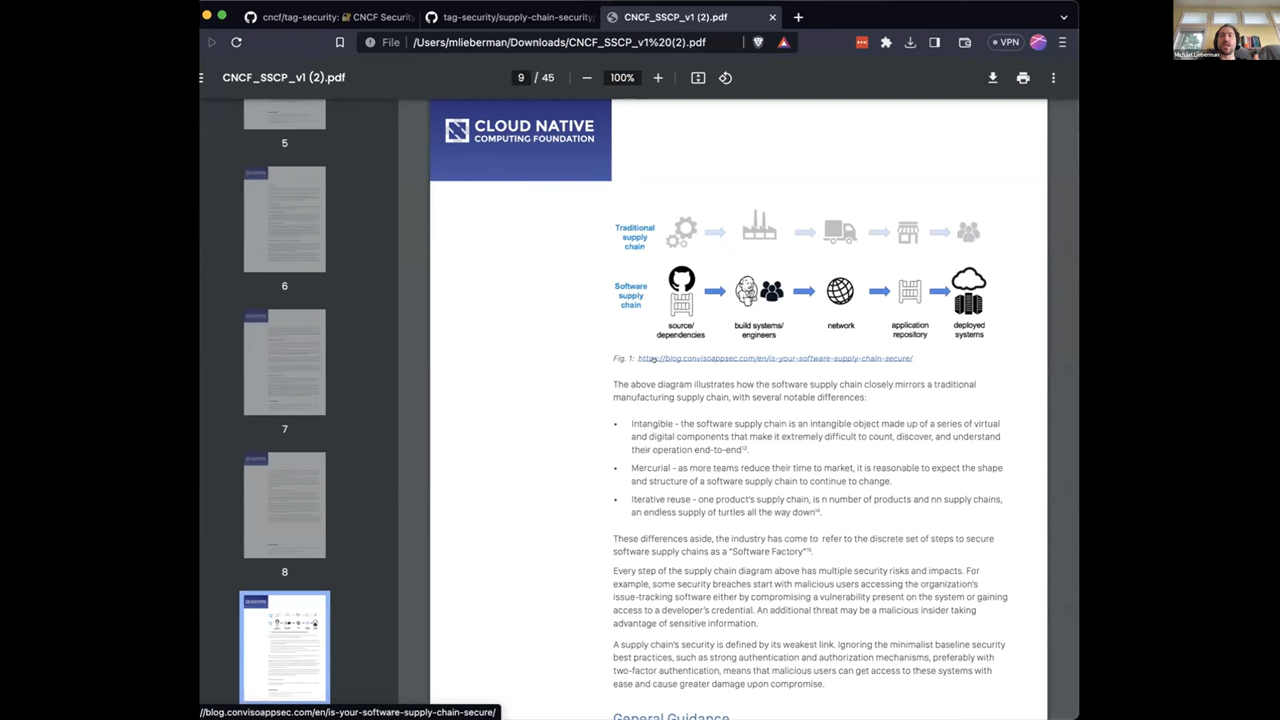 cncf/tag-security: 🔐 CNCF Securit
tag-security/supply-chain-security
CNCF_SSCP_v1 (2).pdf
File
/Users/mlieberman/Downloads/CNCF_SSCP_v1%20(2).pdf
VPN
Michael Lieberman
CNCF_SSCP_v1 (2).pdf
9 / 45
100%
5
6
7
8
CLOUD NATIVE
COMPUTING FOUNDATION
Traditional
supply
chain
Software
supply
chain
source/
dependencies
build systems/
engineers
network
application
repository
deployed
systems
Fig. 1: https://blog.convisoappsec.com/en/is-your-software-supply-chain-secure/
The above diagram illustrates how the software supply chain closely mirrors a traditional
manufacturing supply chain, with several notable differences:
• Intangible - the software supply chain is an intangible object made up of a series of virtual
and digital components that make it extremely difficult to count, discover, and understand
their operation end-to-end¹³.
• Mercurial - as more teams reduce their time to market, it is reasonable to expect the shape
and structure of a software supply chain to continue to change.
• Iterative reuse - one product's supply chain, is n number of products and nn supply chains,
an endless supply of turtles all the way down¹⁴.
These differences aside, the industry has come to refer to the discrete set of steps to secure
software supply chains as a "Software Factory"¹⁵.
Every step of the supply chain diagram above has multiple security risks and impacts. For
example, some security breaches start with malicious users accessing the organization's
issue-tracking software either by compromising a vulnerability present on the system or gaining
access to a developer's credential. An additional threat may be a malicious insider taking
advantage of sensitive information.
A supply chain's security is defined by its weakest link. Ignoring the minimalist baseline security
best practices, such as strong authentication and authorization mechanisms, preferably with
two-factor authentication, means that malicious users can get access to these systems with
ease and cause greater damage upon compromise.
General Guidance
//blog.convisoappsec.com/en/is-your-software-supply-chain-secure/